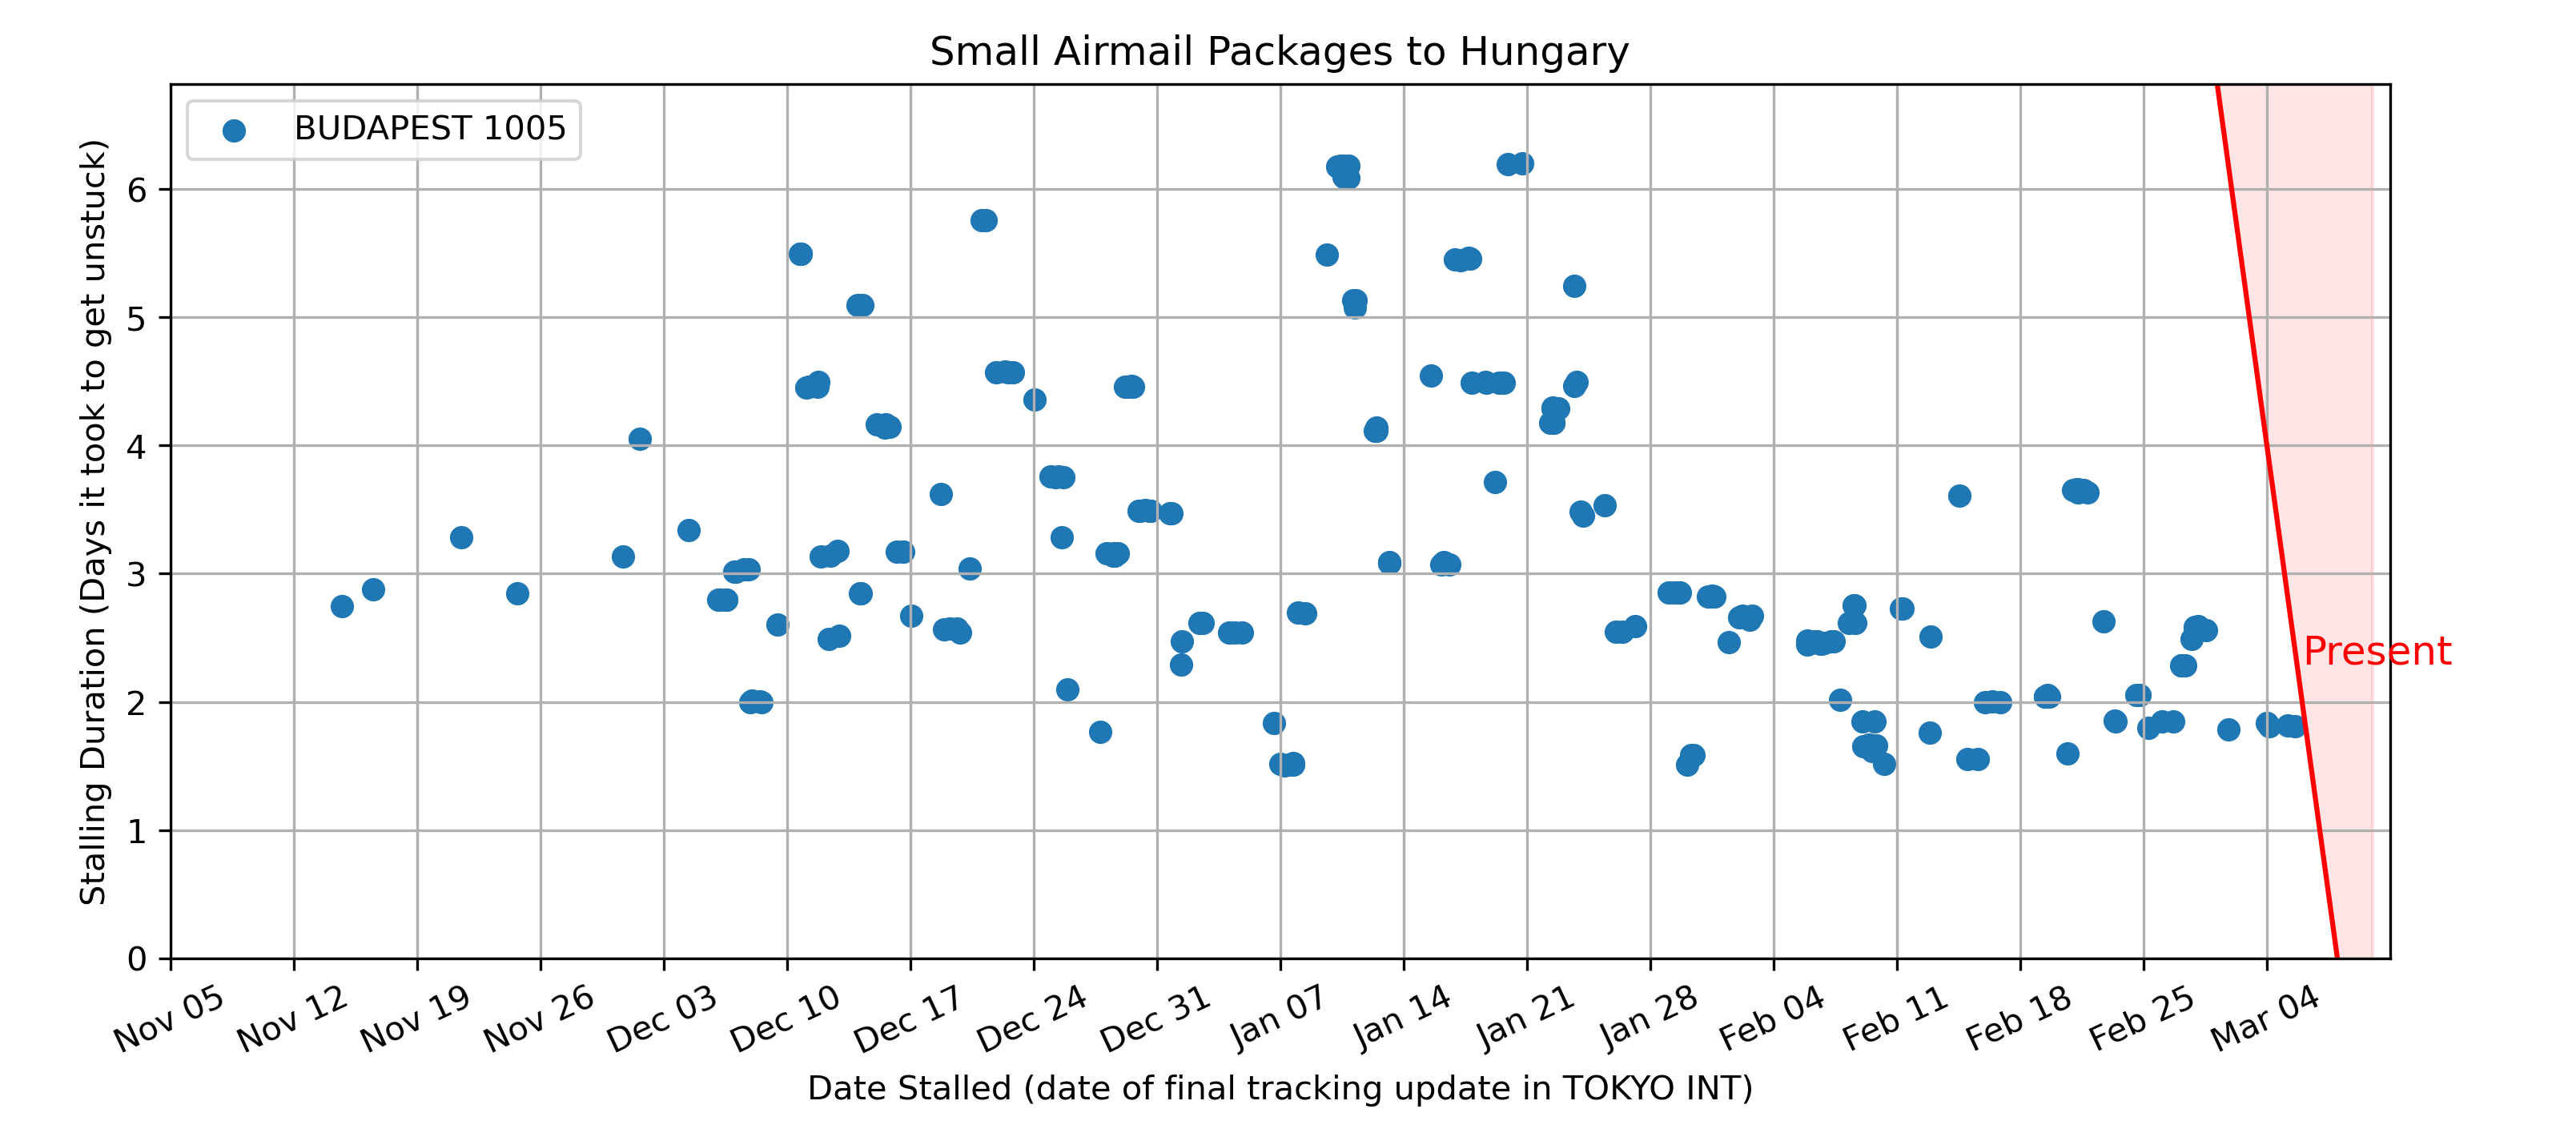 Small Airmail Packages to Hungary
BUDAPEST 1005
Stalling Duration (Days it took to get unstuck)
6
5
4
3
2
1
0
Present
Nov 05
Nov 12
Nov 19
Nov 26
Dec 03
Dec 10
Dec 17
Dec 24
Dec 31
Jan 07
Jan 14
Jan 21
Jan 28
Feb 04
Feb 11
Feb 18
Feb 25
Mar 04
Date Stalled (date of final tracking update in TOKYO INT)